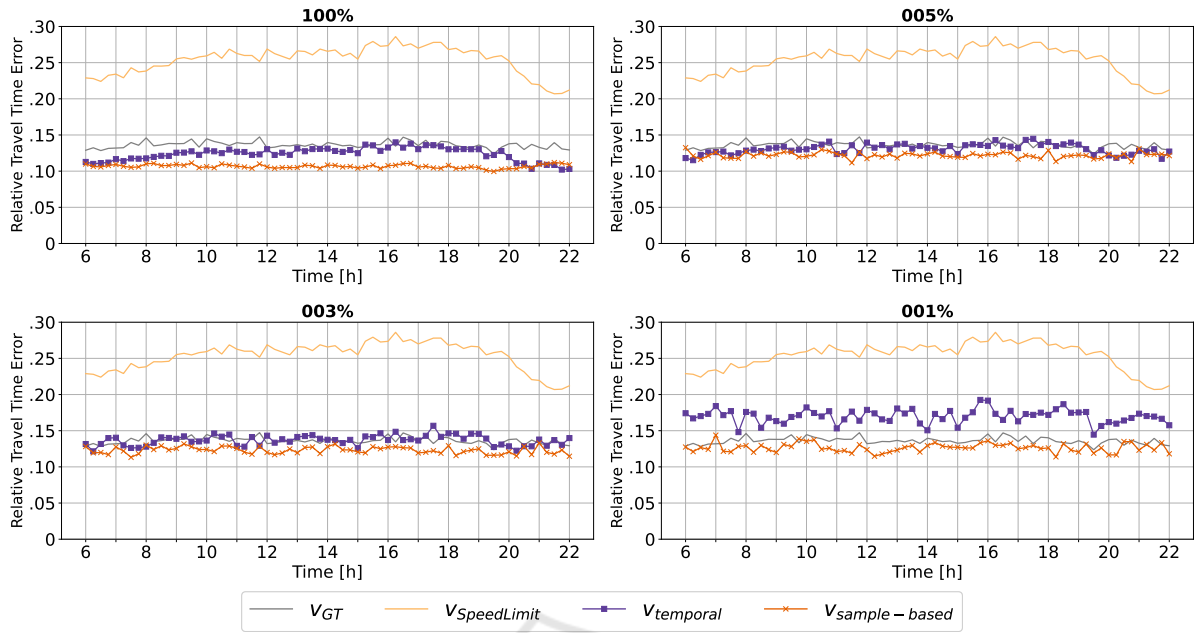 100%
005%
Relative Travel Time Error
.30
.25
.20
.15
.10
.05
0
6 8 10 12 14 16 18 20 22
Time [h]
Relative Travel Time Error
.30
.25
.20
.15
.10
.05
0
6 8 10 12 14 16 18 20 22
Time [h]
003%
001%
Relative Travel Time Error
.30
.25
.20
.15
.10
.05
0
6 8 10 12 14 16 18 20 22
Time [h]
Relative Travel Time Error
.30
.25
.20
.15
.10
.05
0
6 8 10 12 14 16 18 20 22
Time [h]
v_GT v_SpeedLimit v_temporal v_sample−based